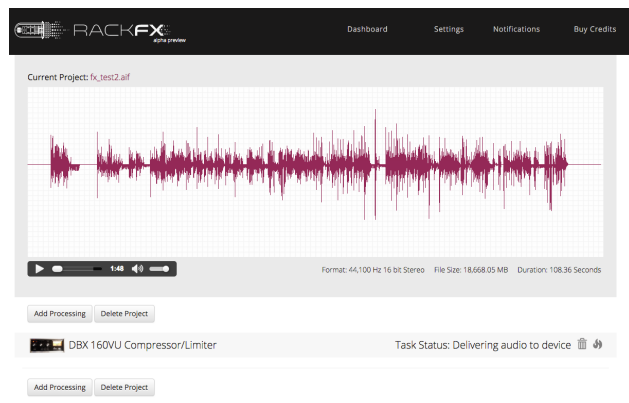 RACKFX
alpha preview
Dashboard Settings Notifications Buy Credits
Current Project: fx_test2.aif
1:48
Format: 44,100 Hz 16 bit Stereo File Size: 18,668.05 MB Duration: 108.36 Seconds
Add Processing Delete Project
DBX 160VU Compressor/Limiter Task Status: Delivering audio to device
Add Processing Delete Project